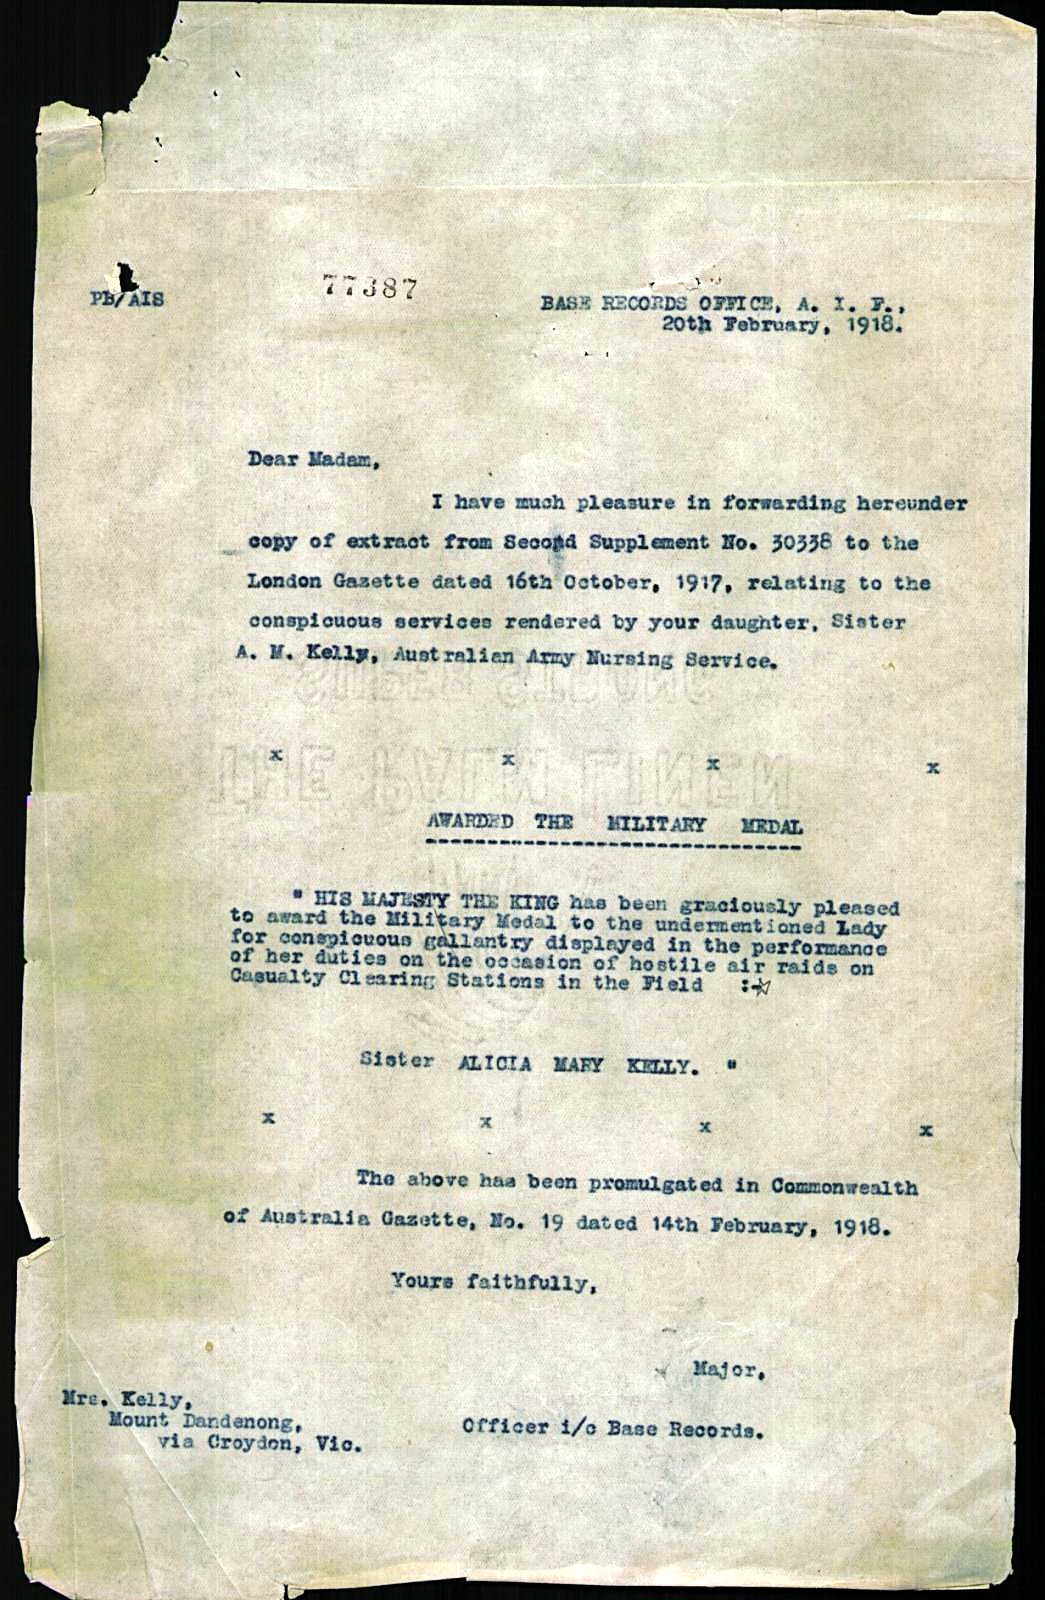 PB/AIS
77387
BASE RECORDS OFFICE, A. I. F.,
20th February, 1918.
Dear Madam,
I have much pleasure in forwarding hereunder
copy of extract from Second Supplement No. 30338 to the
London Gazette dated 16th October, 1917, relating to the
conspicuous services rendered by your daughter, Sister
A. M. Kelly, Australian Army Nursing Service.
x x x x
AWARDED THE MILITARY MEDAL
" HIS MAJESTY THE KING has been graciously pleased
to award the Military Medal to the undermentioned Lady
for conspicuous gallantry displayed in the performance
of her duties on the occasion of hostile air raids on
Casualty Clearing Stations in the Field :-
Sister ALICIA MARY KELLY. "
x x x x
The above has been promulgated in Commonwealth
of Australia Gazette, No. 19 dated 14th February, 1918.
Yours faithfully,
Major,
Officer i/c Base Records.
Mrs. Kelly,
Mount Dandenong,
via Croydon, Vic.